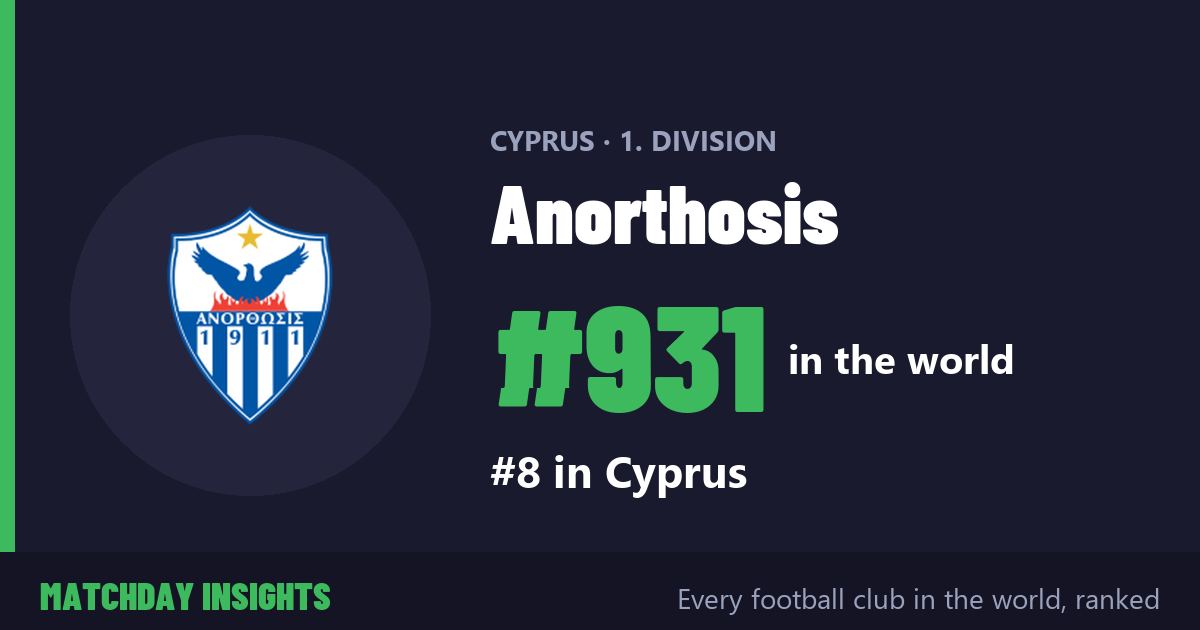 CYPRUS · 1. DIVISION
Anorthosis
#931 in the world
#8 in Cyprus
ΑΝΟΡΘΩΣΙΣ
1911
MATCHDAY INSIGHTS
Every football club in the world, ranked